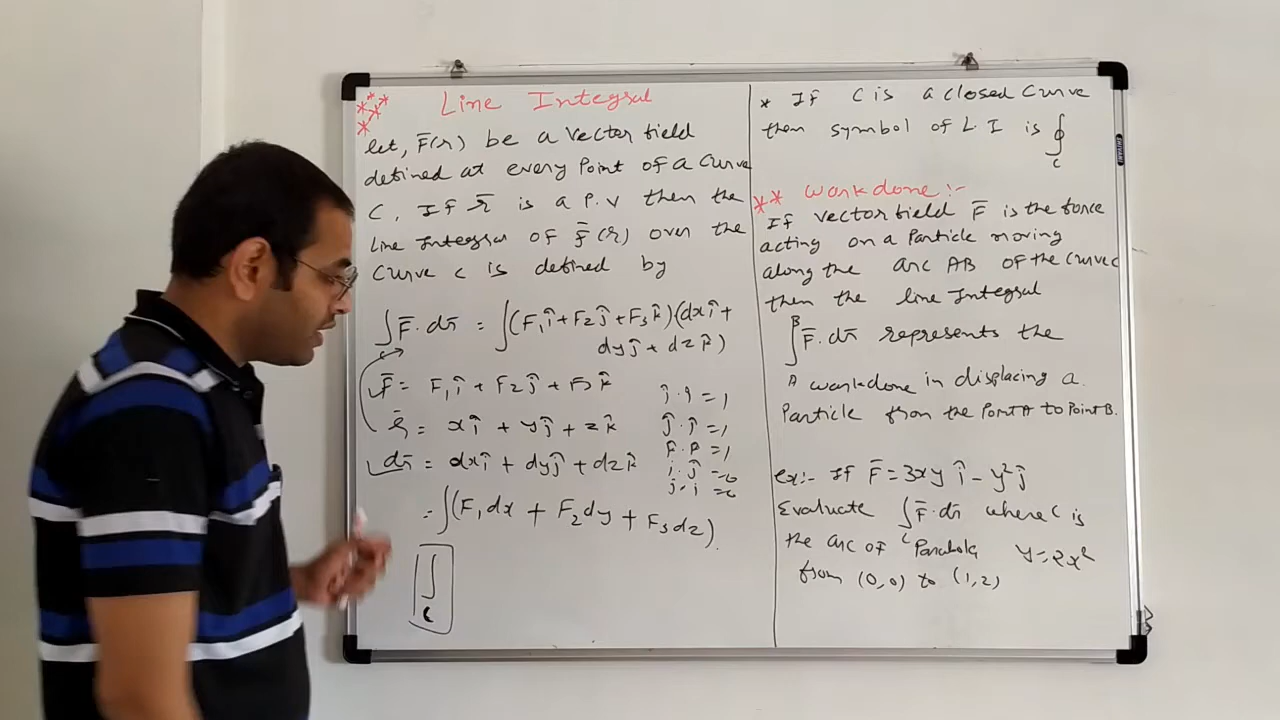 Line Integral
let, F̄(r) be a vector field
defined at every point of a curve
C, If r̄ is a P.V then the
Line Integral of f̄(r) over the
curve C is defined by
∫F̄.dr̄ = ∫(F₁î+F₂ĵ+F₃k̂)(dxî+
dyĵ+dzk̂)
F̄ = F₁î + F₂ĵ + F₃k̂
r̄ = xî + yĵ + zk̂
dr̄ = dxî + dyĵ + dzk̂
î.î = 1
ĵ.ĵ = 1
k̂.k̂ = 1
î.ĵ = 0
ĵ.î = 0
= ∫(F₁dx + F₂dy + F₃dz).
∫
C
* If C is a closed curve
then symbol of L.I is ∮
C
** workdone:-
If vector field F̄ is the force
acting on a particle moving
along the arc AB of the curve C
then the line Integral
B
∫F̄.dr̄ represents the
A workdone in displacing a
Particle from the Point A to Point B.
ex:- If F̄ = 3xy î - y² ĵ
Evaluate ∫F̄.dr̄ where C is
C
the arc of Parabola y=2x²
from (0,0) to (1,2)